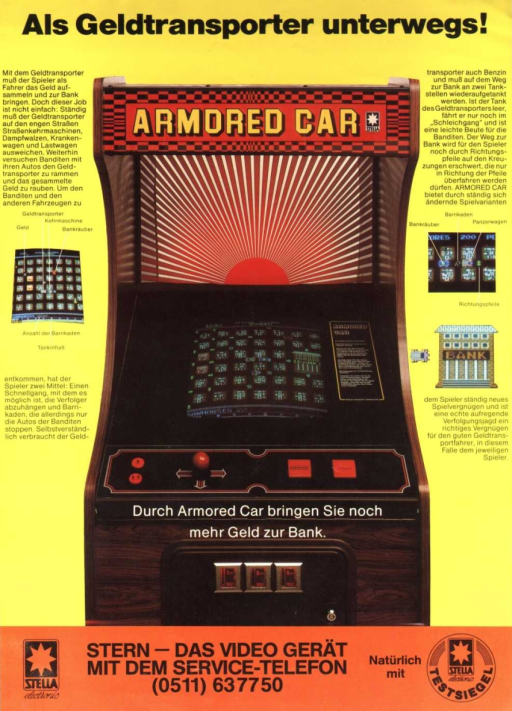 Als Geldtransporter unterwegs!
Mit dem Geldtransporter
muß der Spieler als
Fahrer das Geld auf-
sammeln und zur Bank
bringen. Doch dieser Job
ist nicht einfach: Ständig
muß der Geldtransporter
auf den engen Straßen
Straßenkehrmaschinen,
Dampfwalzen, Kranken-
wagen und Lastwagen
ausweichen. Weiterhin
versuchen Banditen mit
ihren Autos den Geld-
transporter zu rammen
und das gesammelte
Geld zu rauben. Um den
Banditen und den
anderen Fahrzeugen zu
Geldtransporter
Kehrmaschine
Geld
Bankräuber
Anzahl der Barrikaden
Tankinhalt
entkommen, hat der
Spieler zwei Mittel: Einen
Schnellgang, mit dem es
möglich ist, die Verfolger
abzuhängen und Barri-
kaden, die allerdings nur
die Autos der Banditen
stoppen. Selbstverständ-
lich verbraucht der Geld-
transporter auch Benzin
und muß auf dem Weg
zur Bank an zwei Tank-
stellen wiederaufgetankt
werden. Ist der Tank
des Geldtransporters leer,
fährt er nur noch im
„Schleichgang" und ist
eine leichte Beute für die
Banditen. Der Weg zur
Bank wird für den Spieler
noch durch Richtungs-
pfeile auf den Kreu-
zungen erschwert, die nur
in Richtung der Pfeile
überfahren werden
dürfen. ARMORED CAR
bietet durch ständig sich
ändernde Spielvarianten
Barrikaden
Bankräuber
Panzerwagen
Richtungspfeile
BANK
dem Spieler ständig neues
Spielvergnügen und ist
eine echte aufregende
Verfolgungsjagd ein
richtiges Vergnügen
für den guten Geldtrans-
portfahrer, in diesem
Falle dem jeweiligen
Spieler.
ARMORED CAR
STELLA
Durch Armored Car bringen Sie noch
mehr Geld zur Bank.
STELLA
electronic
STERN – DAS VIDEO GERÄT
MIT DEM SERVICE-TELEFON
(0511) 63 77 50
Natürlich
mit
STELLA
electronic
TESTSIEGEL